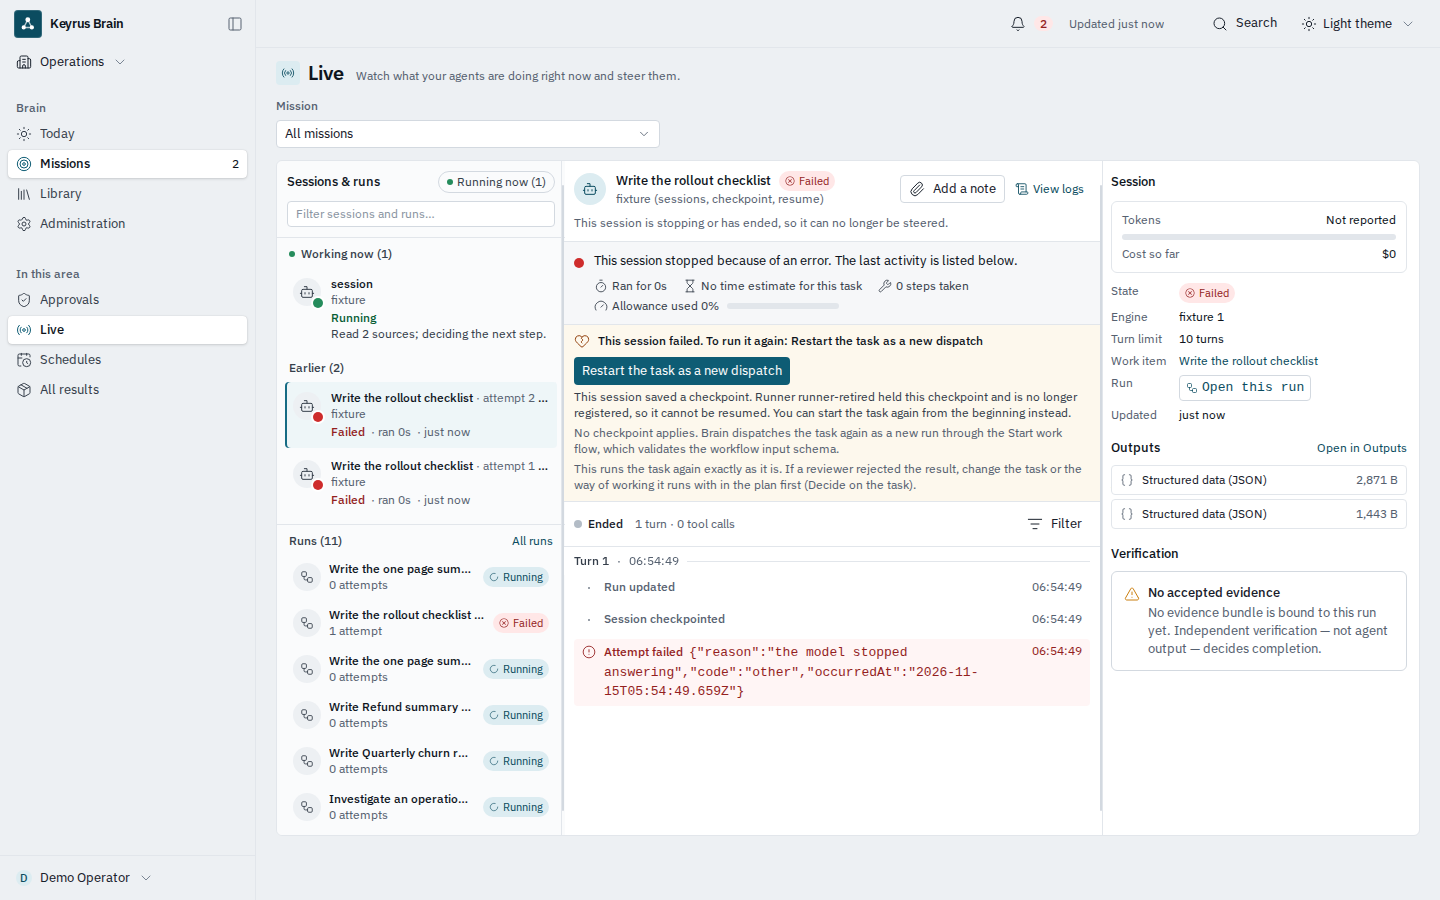 Keyrus Brain
Operations
Brain
Today
Missions 2
Library
Administration
In this area
Approvals
Live
Schedules
All results
D Demo Operator
2 Updated just now Search Light theme
Live Watch what your agents are doing right now and steer them.
Mission
All missions
Sessions & runs Running now (1)
Filter sessions and runs...
Working now (1)
session
fixture
Running
Read 2 sources; deciding the next step.
Earlier (2)
Write the rollout checklist · attempt 2 ...
fixture
Failed · ran 0s · just now
Write the rollout checklist · attempt 1 ...
fixture
Failed · ran 0s · just now
Runs (11) All runs
Write the one page sum... Running
0 attempts
Write the rollout checklist ... Failed
1 attempt
Write the one page sum... Running
0 attempts
Write Refund summary ... Running
0 attempts
Write Quarterly churn r... Running
0 attempts
Investigate an operatio... Running
0 attempts
Write the rollout checklist Failed
fixture (sessions, checkpoint, resume)
Add a note View logs
This session is stopping or has ended, so it can no longer be steered.
This session stopped because of an error. The last activity is listed below.
Ran for 0s No time estimate for this task 0 steps taken
Allowance used 0%
This session failed. To run it again: Restart the task as a new dispatch
Restart the task as a new dispatch
This session saved a checkpoint. Runner runner-retired held this checkpoint and is no longer
registered, so it cannot be resumed. You can start the task again from the beginning instead.
No checkpoint applies. Brain dispatches the task again as a new run through the Start work
flow, which validates the workflow input schema.
This runs the task again exactly as it is. If a reviewer rejected the result, change the task or the
way of working it runs with in the plan first (Decide on the task).
Ended 1 turn · 0 tool calls Filter
Turn 1 · 06:54:49
· Run updated 06:54:49
· Session checkpointed 06:54:49
Attempt failed {"reason":"the model stopped 06:54:49
answering","code":"other","occurredAt":"2026-11-
15T05:54:49.659Z"}
Session
Tokens Not reported
Cost so far $0
State Failed
Engine fixture 1
Turn limit 10 turns
Work item Write the rollout checklist
Run Open this run
Updated just now
Outputs Open in Outputs
{ } Structured data (JSON) 2,871 B
{ } Structured data (JSON) 1,443 B
Verification
No accepted evidence
No evidence bundle is bound to this run
yet. Independent verification — not agent
output — decides completion.